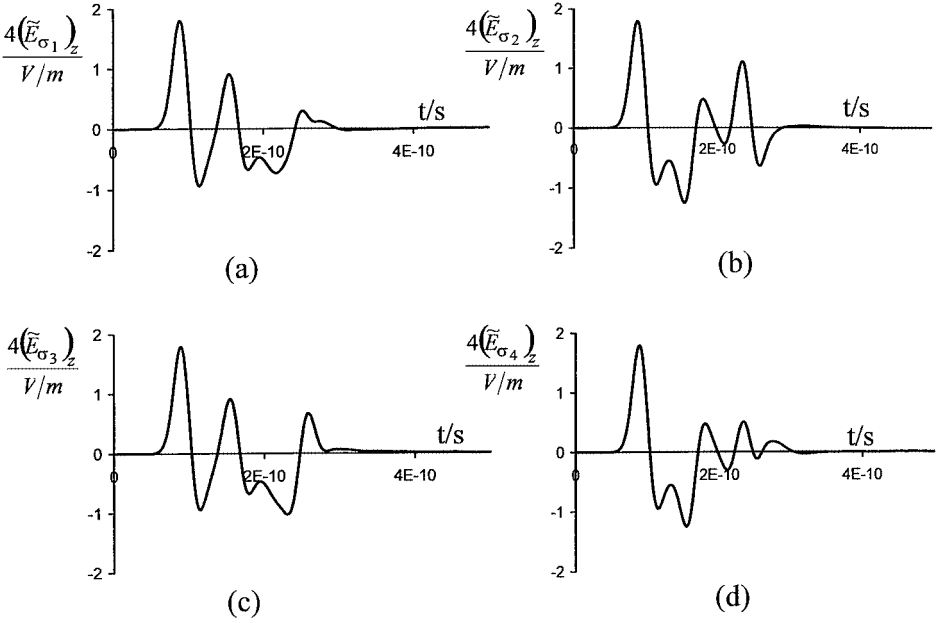 4(Ẽσ₁)z
V/m
2
1
0
-1
-2
0
2E-10
4E-10
t/s
(a)
4(Ẽσ₂)z
V/m
2
1
0
-1
-2
0
2E-10
4E-10
t/s
(b)
4(Ẽσ₃)z
V/m
2
1
0
-1
-2
0
2E-10
4E-10
t/s
(c)
4(Ẽσ₄)z
V/m
2
1
0
-1
-2
0
2E-10
4E-10
t/s
(d)